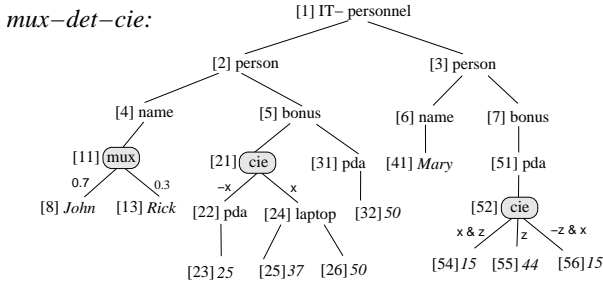 mux−det−cie:
[1] IT− personnel
[2] person
[3] person
[4] name
[5] bonus
[6] name
[7] bonus
[11] mux
[21] cie
[31] pda
[41] Mary
[51] pda
0.7
0.3
−x
x
[52] cie
[8] John
[13] Rick
[22] pda
[24] laptop
[32] 50
x & z
z
−z & x
[23] 25
[25] 37
[26] 50
[54] 15
[55] 44
[56] 15